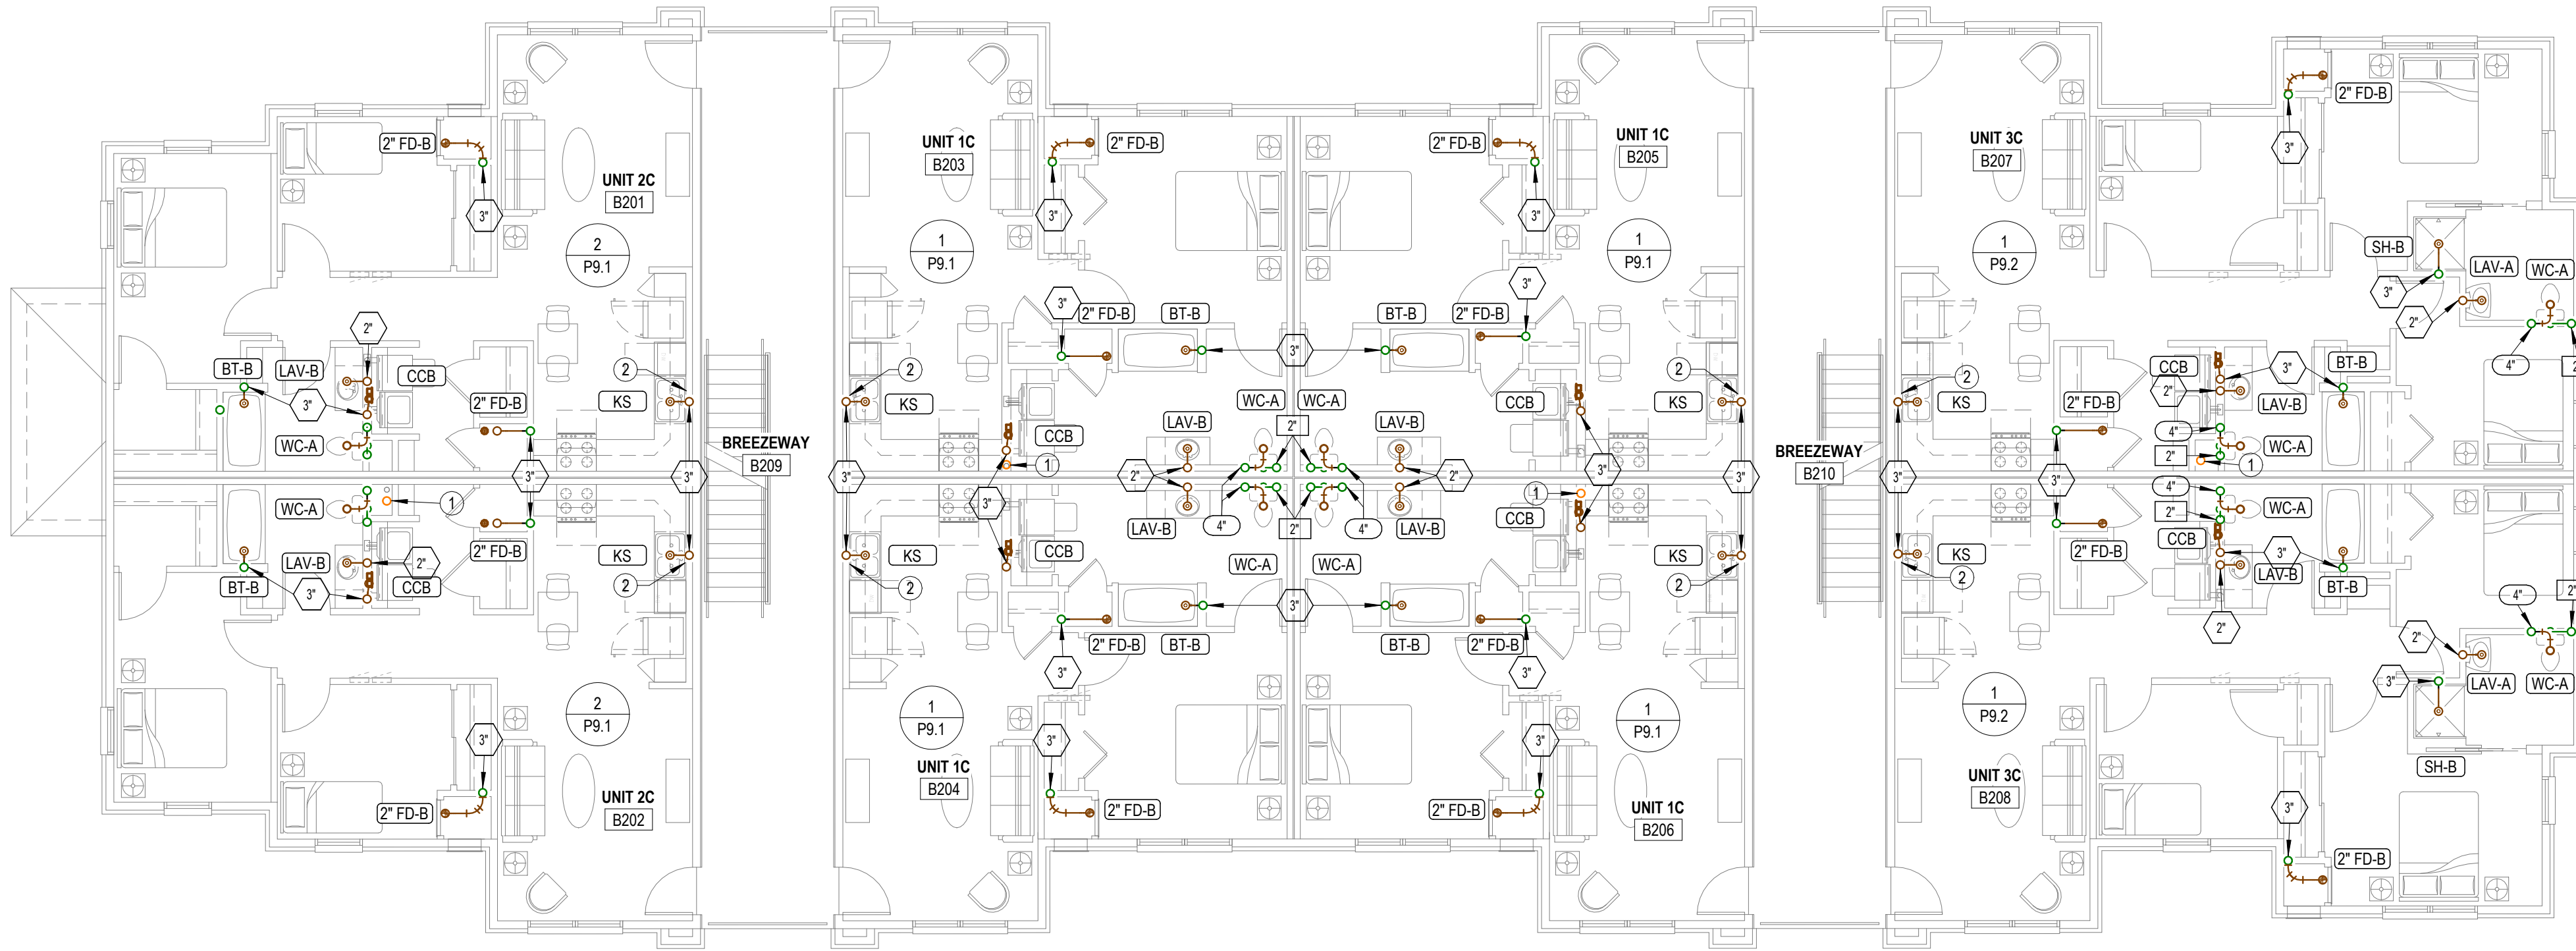 2" FD-B
3"
UNIT 2C
B201
2
P9.1
2"
BT-B
LAV-B
CCB
3"
2" FD-B
2
KS
WC-A
3"
3"
WC-A
1
2" FD-B
KS
2
LAV-B
2"
CCB
BT-B
3"
2
P9.1
3"
2" FD-B
UNIT 2C
B202
BREEZEWAY
B209
UNIT 1C
B203
2" FD-B
3"
1
P9.1
3"
2" FD-B
BT-B
3"
2
KS
WC-A
LAV-B
2"
CCB
1
2"
3"
3"
LAV-B
4"
2"
CCB
KS
2
WC-A
3"
2" FD-B
BT-B
3"
1
P9.1
3"
UNIT 1C
B204
2" FD-B
2" FD-B
3"
UNIT 1C
B205
1
P9.1
3"
BT-B
2" FD-B
2
KS
WC-A
LAV-B
CCB
2"
3"
3"
1
4"
LAV-B
CCB
KS
2
WC-A
BT-B
2" FD-B
3"
1
P9.1
3"
2" FD-B
UNIT 1C
B206
BREEZEWAY
B210
UNIT 3C
B207
2" FD-B
3"
1
P9.2
SH-B
LAV-A
WC-A
3"
2"
4"
2
KS
2" FD-B
CCB
2"
3"
BT-B
LAV-B
4"
WC-A
2"
1
3"
3"
4"
2"
WC-A
CCB
3"
2" FD-B
KS
2
LAV-B
BT-B
2"
4"
2"
2"
3"
LAV-A
WC-A
SH-B
1
P9.2
UNIT 3C
B208
3"
2" FD-B